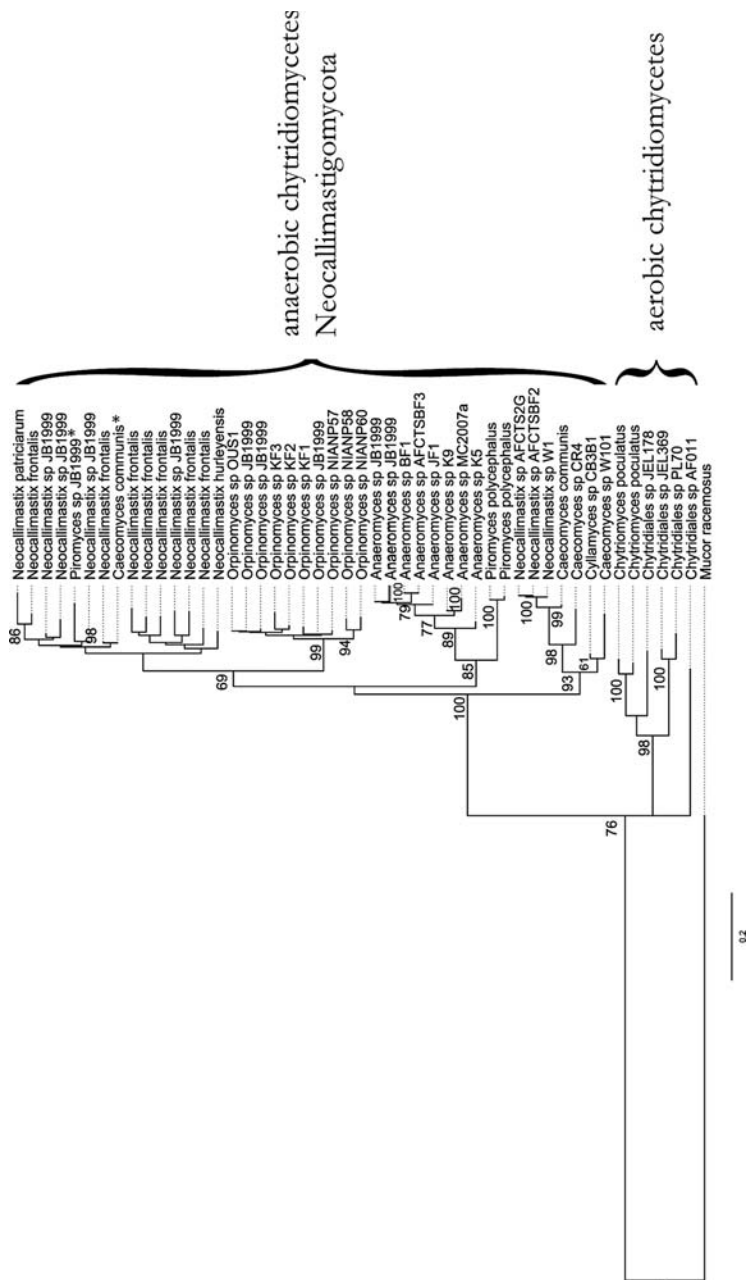 anaerobic chytridiomycetes
Neocallimastigomycota
aerobic chytridiomycetes
Neocallimastix patriciarum
Neocallimastix frontalis
Neocallimastix sp JB1999
Neocallimastix sp JB1999
Piromyces sp JB1999*
Neocallimastix sp JB1999
Neocallimastix frontalis
Caecomyces communis*
Neocallimastix frontalis
Neocallimastix frontalis
Neocallimastix frontalis
Neocallimastix sp JB1999
Neocallimastix frontalis
Neocallimastix frontalis
Neocallimastix hurleyensis
Orpinomyces sp OUS1
Orpinomyces sp JB1999
Orpinomyces sp JB1999
Orpinomyces sp KF3
Orpinomyces sp KF2
Orpinomyces sp KF1
Orpinomyces sp JB1999
Orpinomyces sp NIANP57
Orpinomyces sp NIANP58
Orpinomyces sp NIANP60
Anaeromyces sp JB1999
Anaeromyces sp JB1999
Anaeromyces sp BF1
Anaeromyces sp AFCTSBF3
Anaeromyces sp JF1
Anaeromyces sp K9
Anaeromyces sp MC2007a
Anaeromyces sp K5
Piromyces polycephalus
Piromyces polycephalus
Neocallimastix sp AFCTS2G
Neocallimastix sp AFCTSBF2
Neocallimastix sp W1
Caecomyces communis
Caecomyces sp CR4
Cyllamyces sp CB3B1
Caecomyces sp W101
Chytriomyces poculatus
Chytriomyces poculatus
Chytridiales sp JEL178
Chytridiales sp JEL369
Chytridiales sp PL70
Chytridiales sp AF011
Mucor racemosus
86
98
69
99
94
100
79
77
100
89
85
100
100
100
99
98
93
61
100
98
100
76
0.2